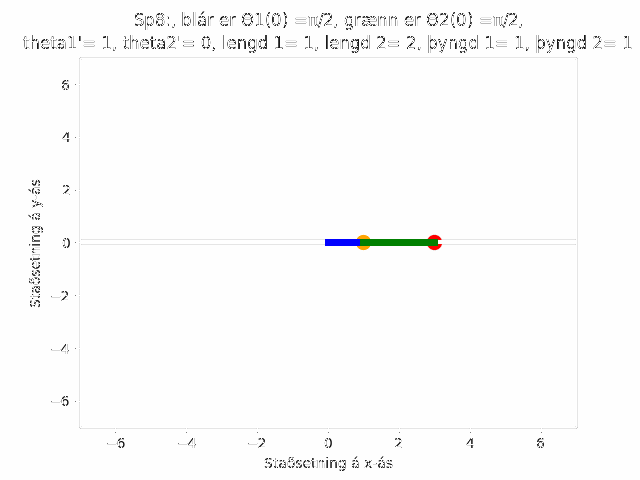 Sp8:, blár er Θ1(0) =π/2, grænn er Θ2(0) =π/2,
theta1'= 1, theta2'= 0, lengd 1= 1, lengd 2= 2, þyngd 1= 1, þyngd 2= 1
6
4
2
0
−2
−4
−6
Staðsetning á y-ás
−6 −4 −2 0 2 4 6
Staðsetning á x-ás